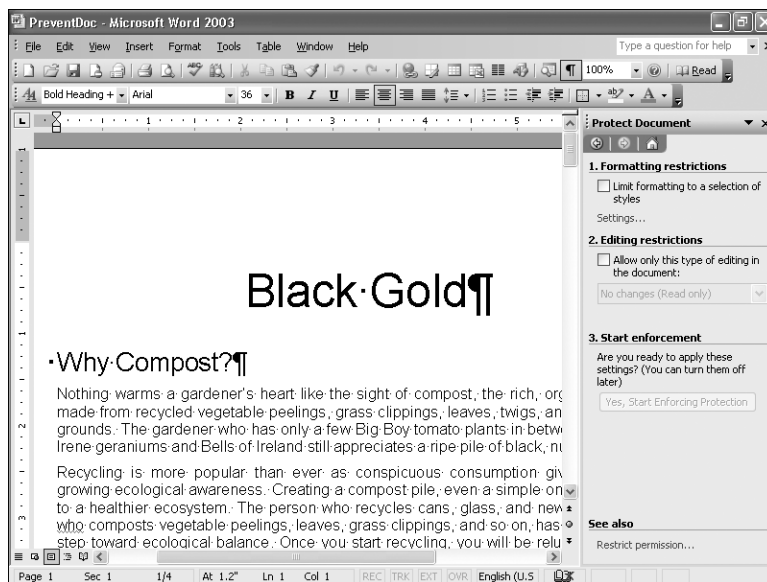 PreventDoc - Microsoft Word 2003
File Edit View Insert Format Tools Table Window Help Type a question for help
100% Read
Bold Heading + Arial 36 B I U
1 2 3 4 5
Protect Document
1. Formatting restrictions
Limit formatting to a selection of
styles
Settings...
2. Editing restrictions
Allow only this type of editing in
the document:
No changes (Read only)
3. Start enforcement
Are you ready to apply these
settings? (You can turn them off
later)
Yes, Start Enforcing Protection
See also
Restrict permission...
Black·Gold¶
Why·Compost?¶
Nothing· warms· a· gardener's· heart· like· the· sight· of· compost,· the· rich,· org
made· from· recycled· vegetable· peelings,· grass· clippings,· leaves,· twigs,· an
grounds.· The· gardener· who· has· only· a· few· Big· Boy· tomato· plants· in· betwe
Irene· geraniums· and· Bells· of· Ireland· still· appreciates· a· ripe· pile· of· black,· nu
Recycling· is· more· popular· than· ever· as· conspicuous· consumption· giv
growing· ecological· awareness.· Creating· a· compost· pile,· even· a· simple· on
to· a· healthier· ecosystem.· The· person· who· recycles· cans,· glass,· and· new
who· composts· vegetable· peelings,· leaves,· grass· clippings,· and· so· on,· has·
step· toward· ecological· balance.· Once· you· start· recycling,· you· will· be· relu
Page 1 Sec 1 1/4 At 1.2" Ln 1 Col 1 REC TRK EXT OVR English (U.S